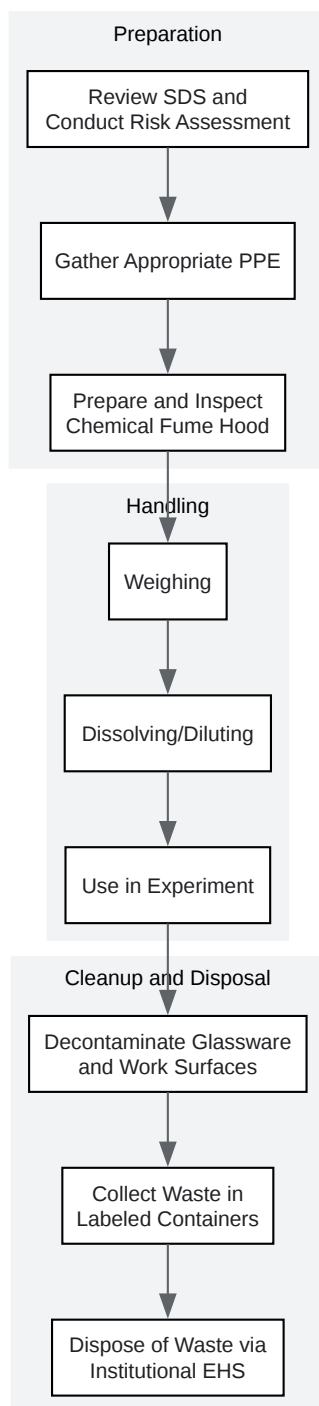 Preparation
Review SDS and
Conduct Risk Assessment
Gather Appropriate PPE
Prepare and Inspect
Chemical Fume Hood
Handling
Weighing
Dissolving/Diluting
Use in Experiment
Cleanup and Disposal
Decontaminate Glassware
and Work Surfaces
Collect Waste in
Labeled Containers
Dispose of Waste via
Institutional EHS